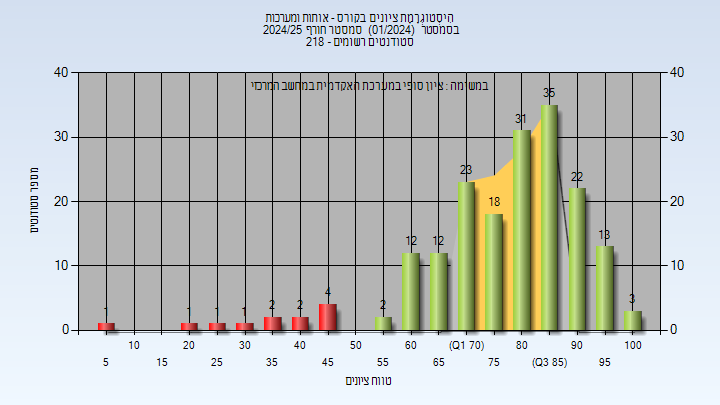 היסטוגרמת ציונים בקורס - אותות ומערכות
בסמסטר (01/2024) סמסטר חורף 2024/25
סטודנטים רשומים - 218
במשימה : ציון סופי במערכת האקדמית במחשב המרכזי
40 40
30 30
20 20
10 10
0 0
מספר סטודנטים
1 1 1 1 2 2 4 2 12 12 23 18 31 35 22 13 3
10 20 30 40 50 60 (Q1 70) 80 90 100
5 15 25 35 45 55 65 75 (Q3 85) 95
טווח ציונים